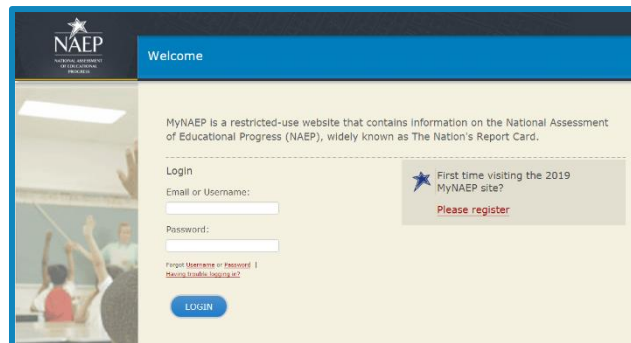 NAEP
NATIONAL ASSESSMENT
OF EDUCATIONAL
PROGRESS
Welcome
MyNAEP is a restricted-use website that contains information on the National Assessment
of Educational Progress (NAEP), widely known as The Nation's Report Card.
Login
Email or Username:
Password:
Forgot Username or Password |
Having trouble logging in?
LOGIN
First time visiting the 2019
MyNAEP site?
Please register